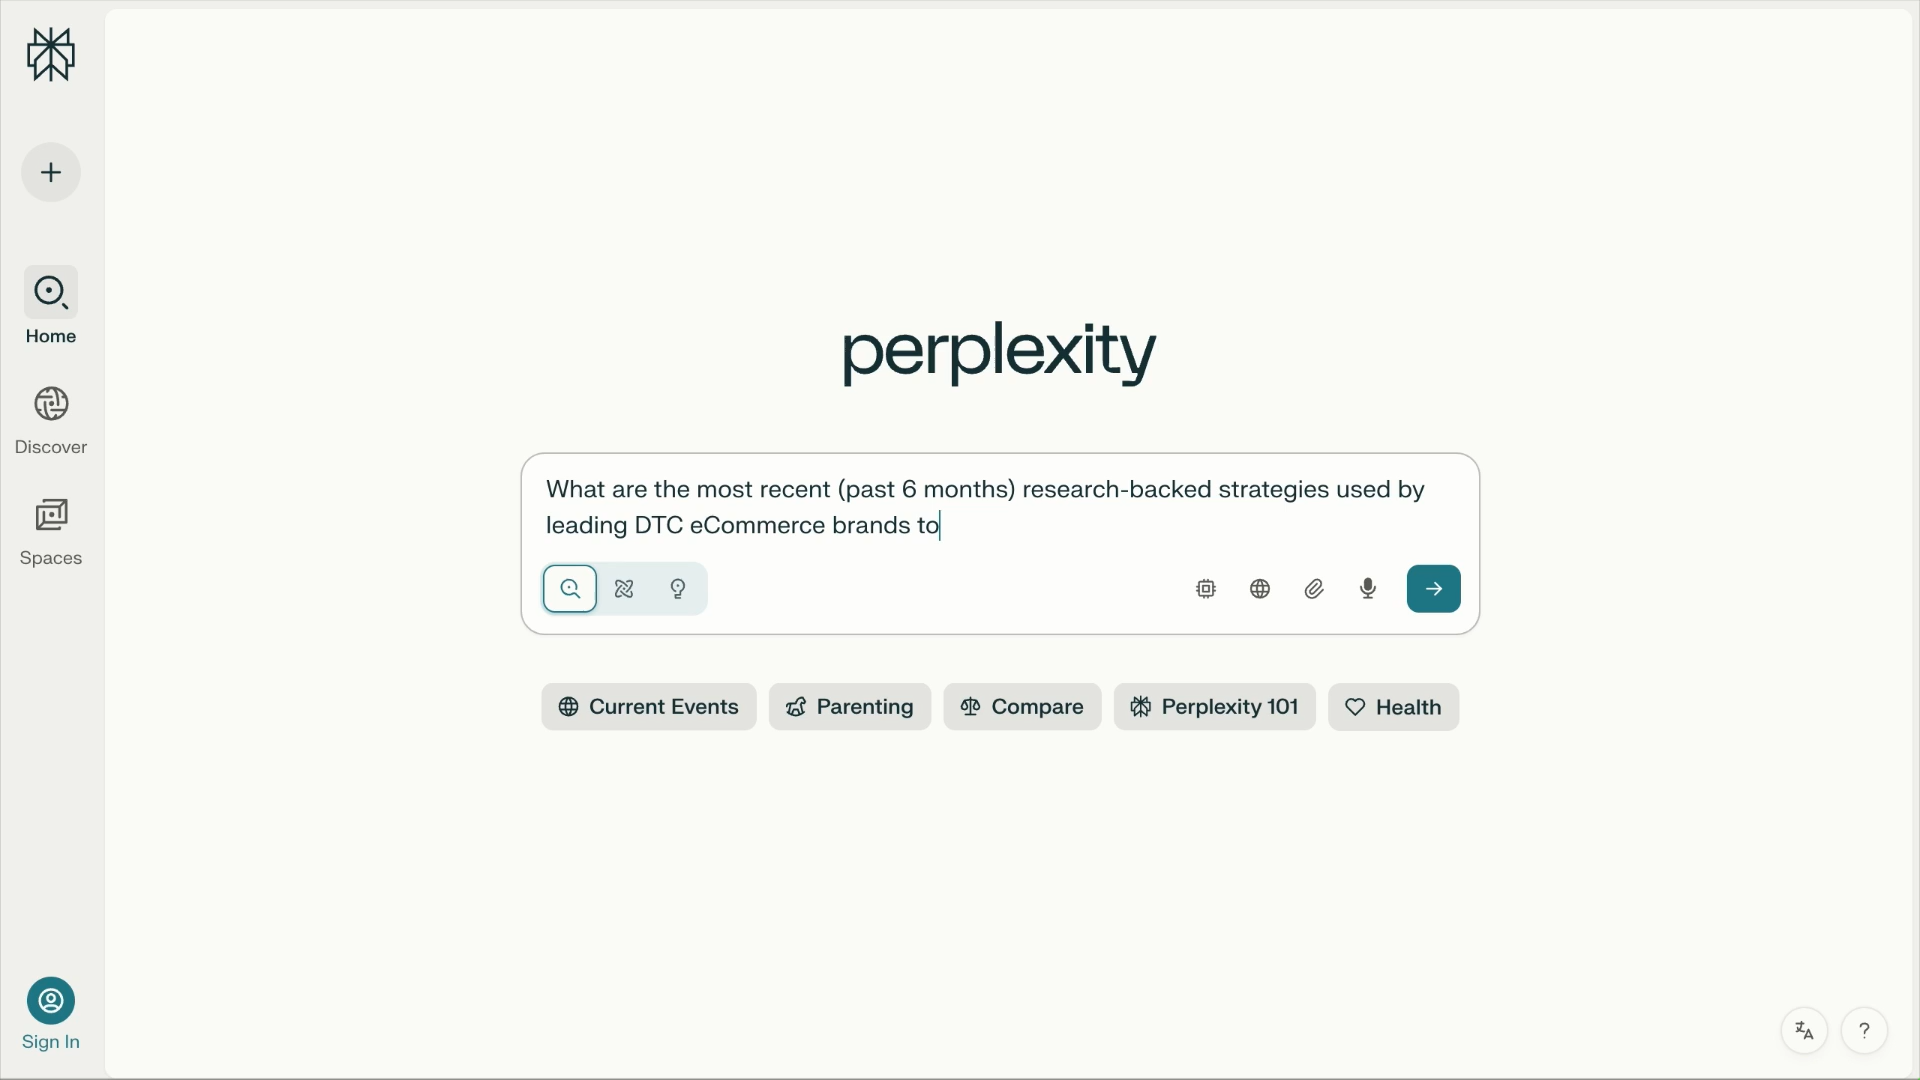 Home
Discover
Spaces
Sign In
perplexity
What are the most recent (past 6 months) research-backed strategies used by
leading DTC eCommerce brands to
Current Events
Parenting
Compare
Perplexity 101
Health
?